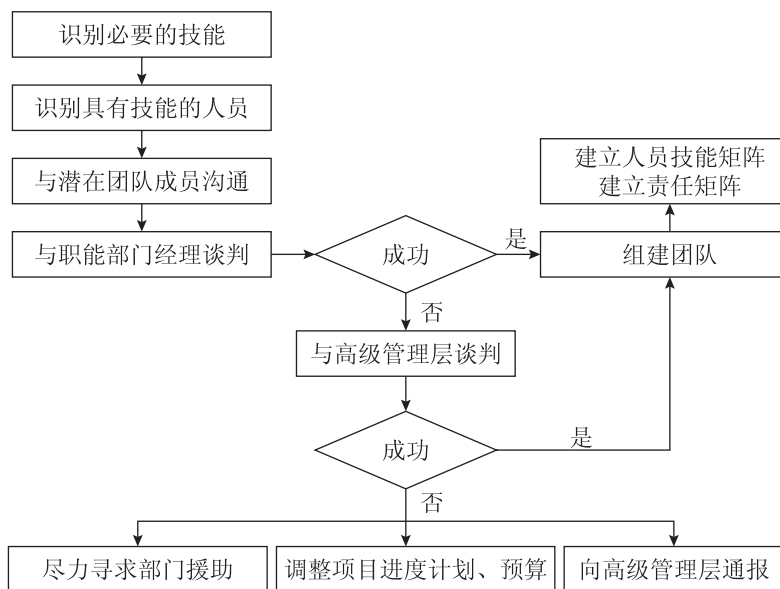 识别必要的技能
识别具有技能的人员
与潜在团队成员沟通
与职能部门经理谈判
成功
是
组建团队
建立人员技能矩阵
建立责任矩阵
否
与高级管理层谈判
成功
是
否
尽力寻求部门援助
调整项目进度计划、预算
向高级管理层通报